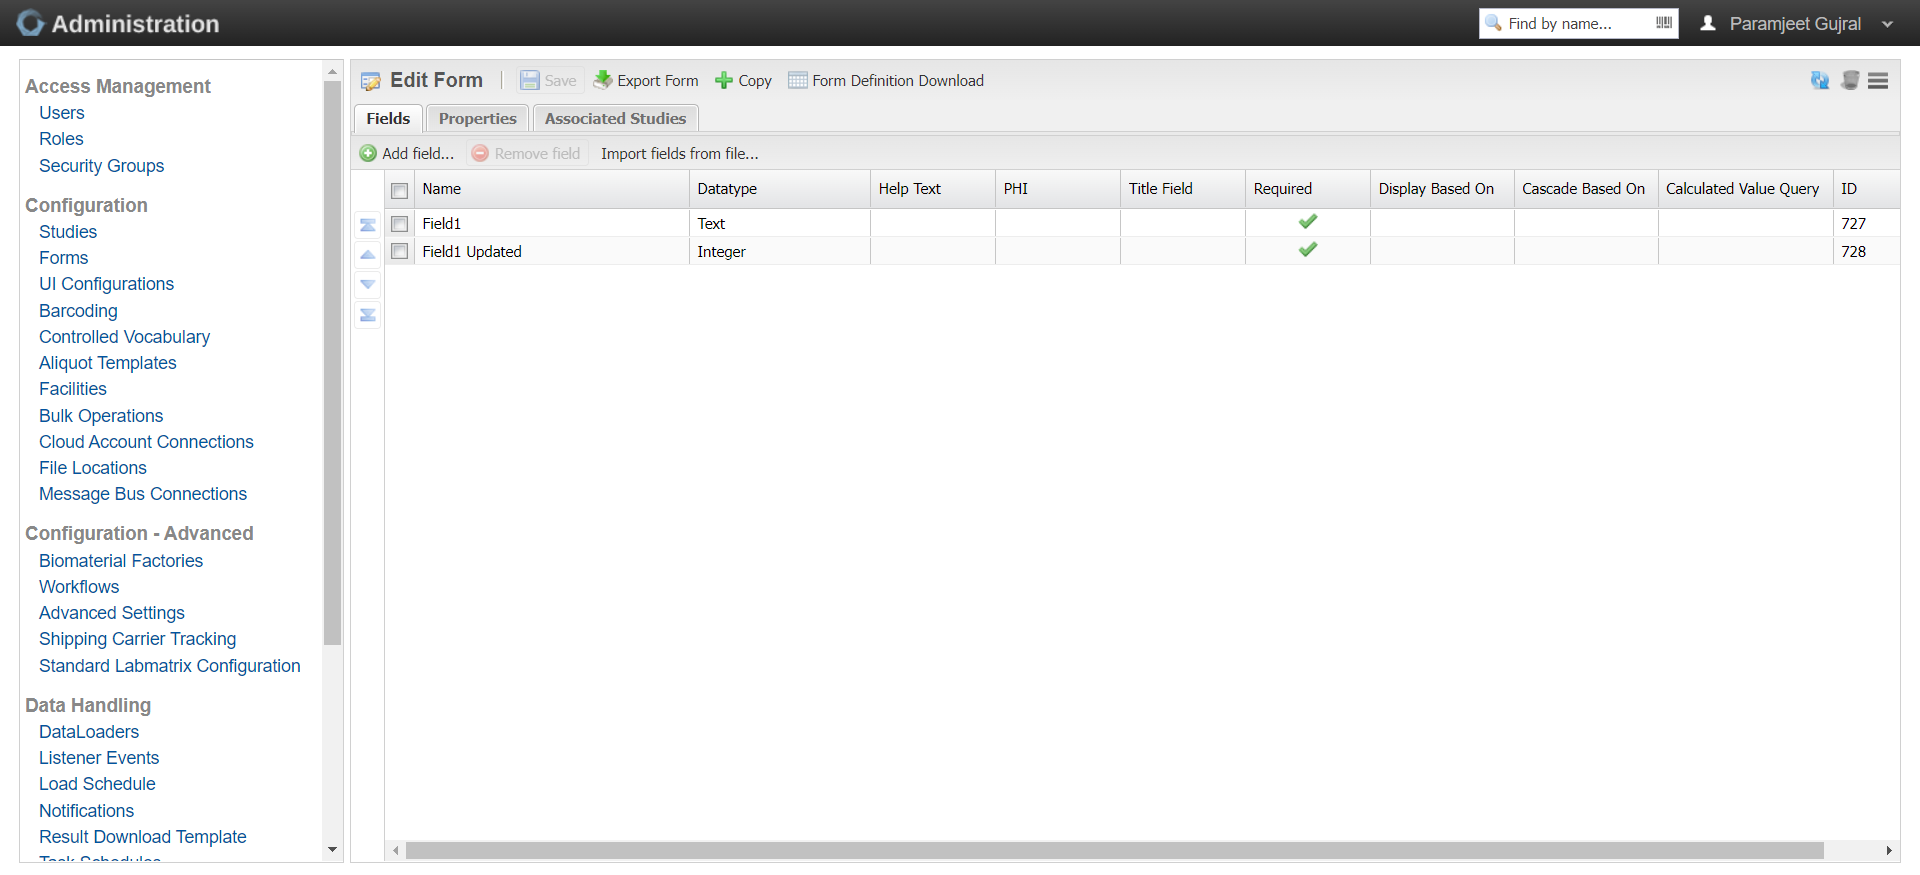 Administration
Find by name...
Paramjeet Gujral
Access Management
Users
Roles
Security Groups
Configuration
Studies
Forms
UI Configurations
Barcoding
Controlled Vocabulary
Aliquot Templates
Facilities
Bulk Operations
Cloud Account Connections
File Locations
Message Bus Connections
Configuration - Advanced
Biomaterial Factories
Workflows
Advanced Settings
Shipping Carrier Tracking
Standard Labmatrix Configuration
Data Handling
DataLoaders
Listener Events
Load Schedule
Notifications
Result Download Template
Task Schedules
Edit Form Save Export Form Copy Form Definition Download
Fields Properties Associated Studies
Add field... Remove field Import fields from file...
Name Datatype Help Text PHI Title Field Required Display Based On Cascade Based On Calculated Value Query ID
Field1 Text 727
Field1 Updated Integer 728